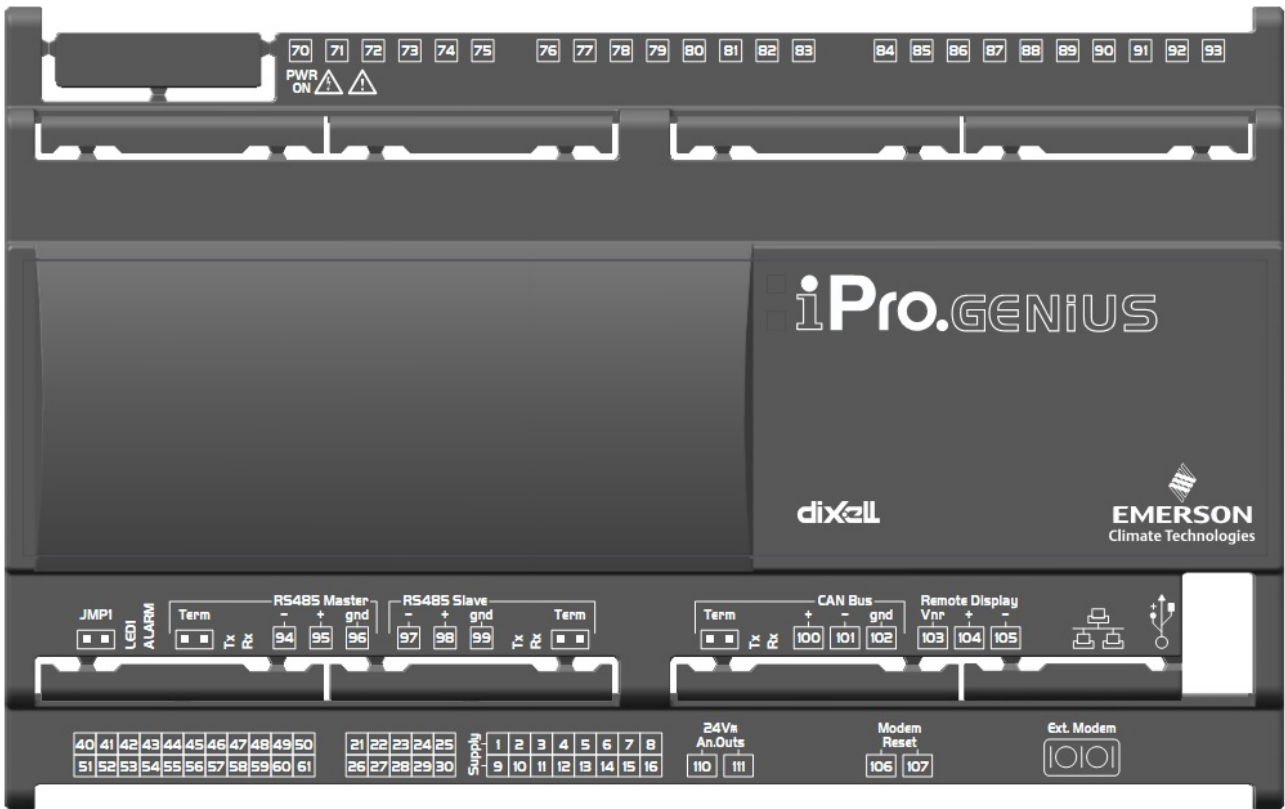 70 71 72 73 74 75 76 77 78 79 80 81 82 83 84 85 86 87 88 89 90 91 92 93
PWR
ON
iPro.GENiUS
dixell
EMERSON
Climate Technologies
JMP1
LED1
ALARM
Term
Tx
Rx
RS485 Master
- + gnd
94 95 96
RS485 Slave
- + gnd
97 98 99
Tx
Rx
Term
Term
Tx
Rx
CAN Bus
+ - gnd
100 101 102
Remote Display
Vnr + -
103 104 105
40 41 42 43 44 45 46 47 48 49 50
51 52 53 54 55 56 57 58 59 60 61
21 22 23 24 25
26 27 28 29 30
Supply
- 1 2 3 4 5 6 7 8
- 9 10 11 12 13 14 15 16
24V
An.Outs
110 111
Modem
Reset
106 107
Ext. Modem